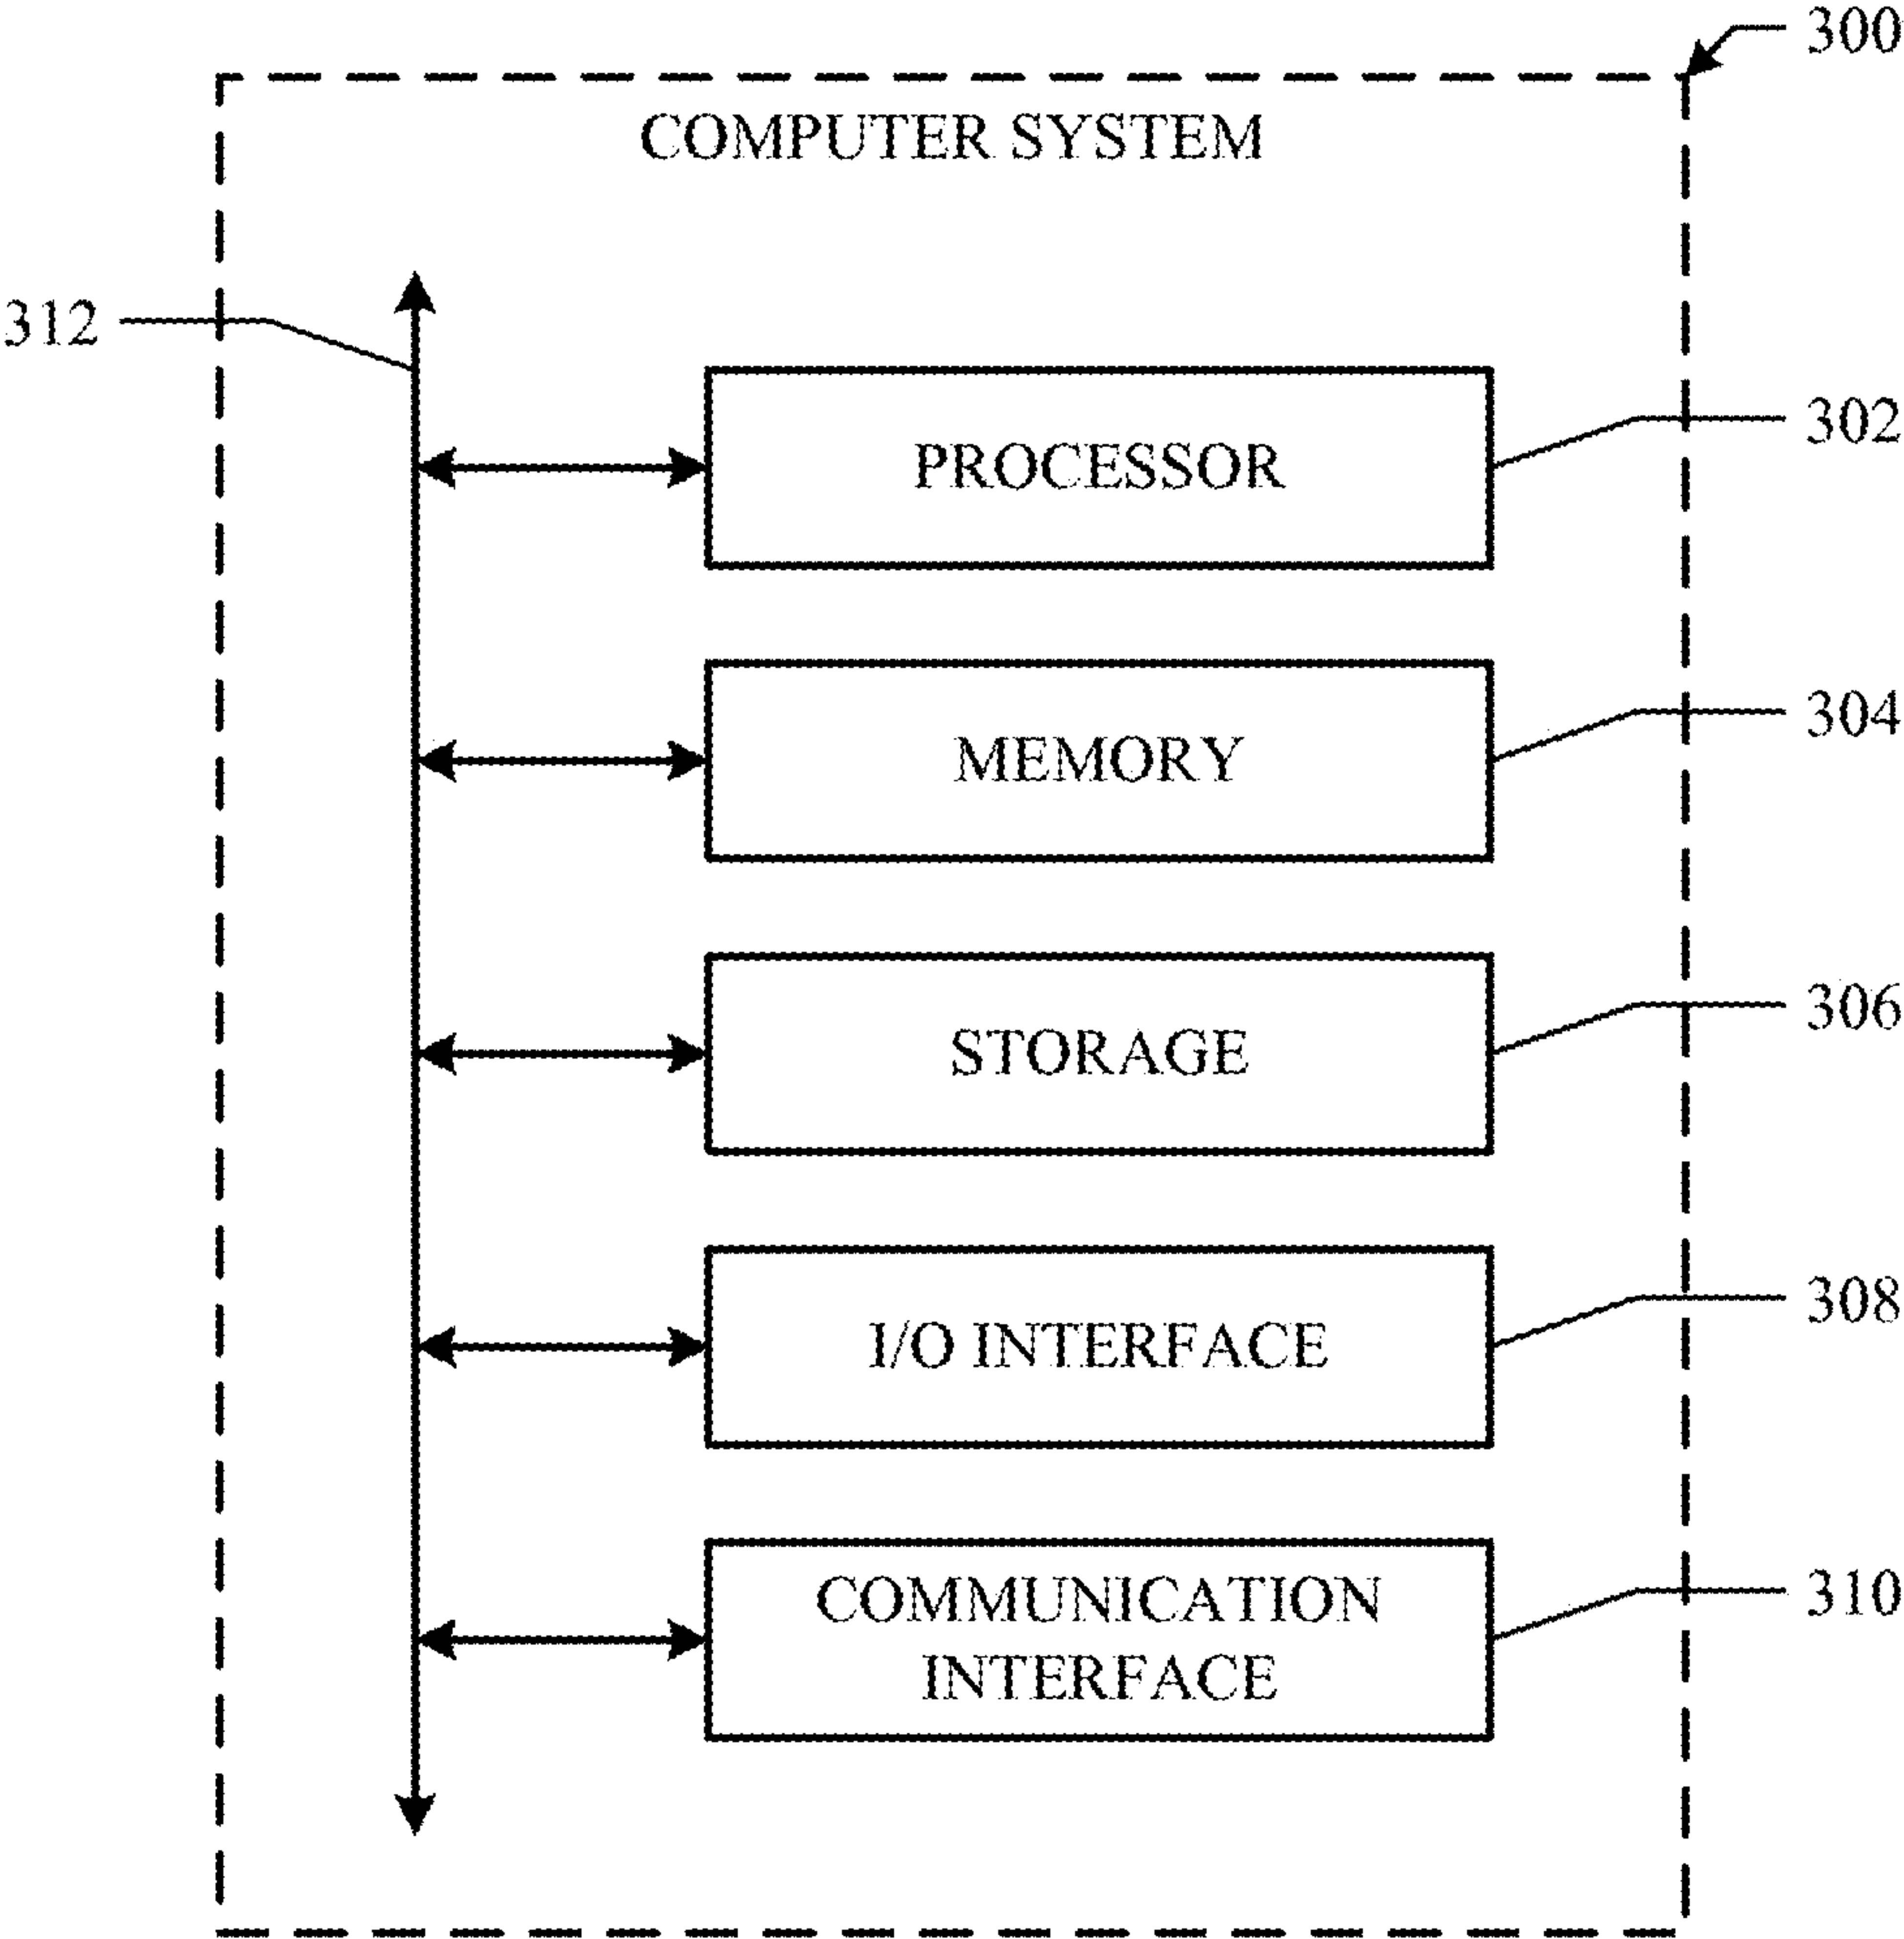 300
COMPUTER SYSTEM
312
302
PROCESSOR
304
MEMORY
306
STORAGE
308
I/O INTERFACE
310
COMMUNICATION
INTERFACE